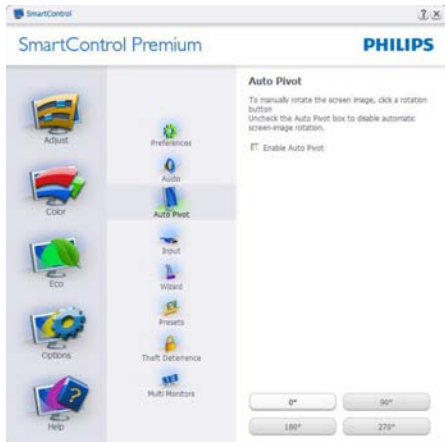 SmartControl
SmartControl Premium
PHILIPS
Adjust
Color
Eco
Options
Help
Preferences
Audio
Auto Pivot
Input
Wizard
Presets
Theft Deterrence
Multi Monitors
Auto Pivot
To manually rotate the screen image, click a rotation
button
Uncheck the Auto Pivot box to disable automatic
screen-image rotation.
Enable Auto Pivot
0°
90°
180°
270°